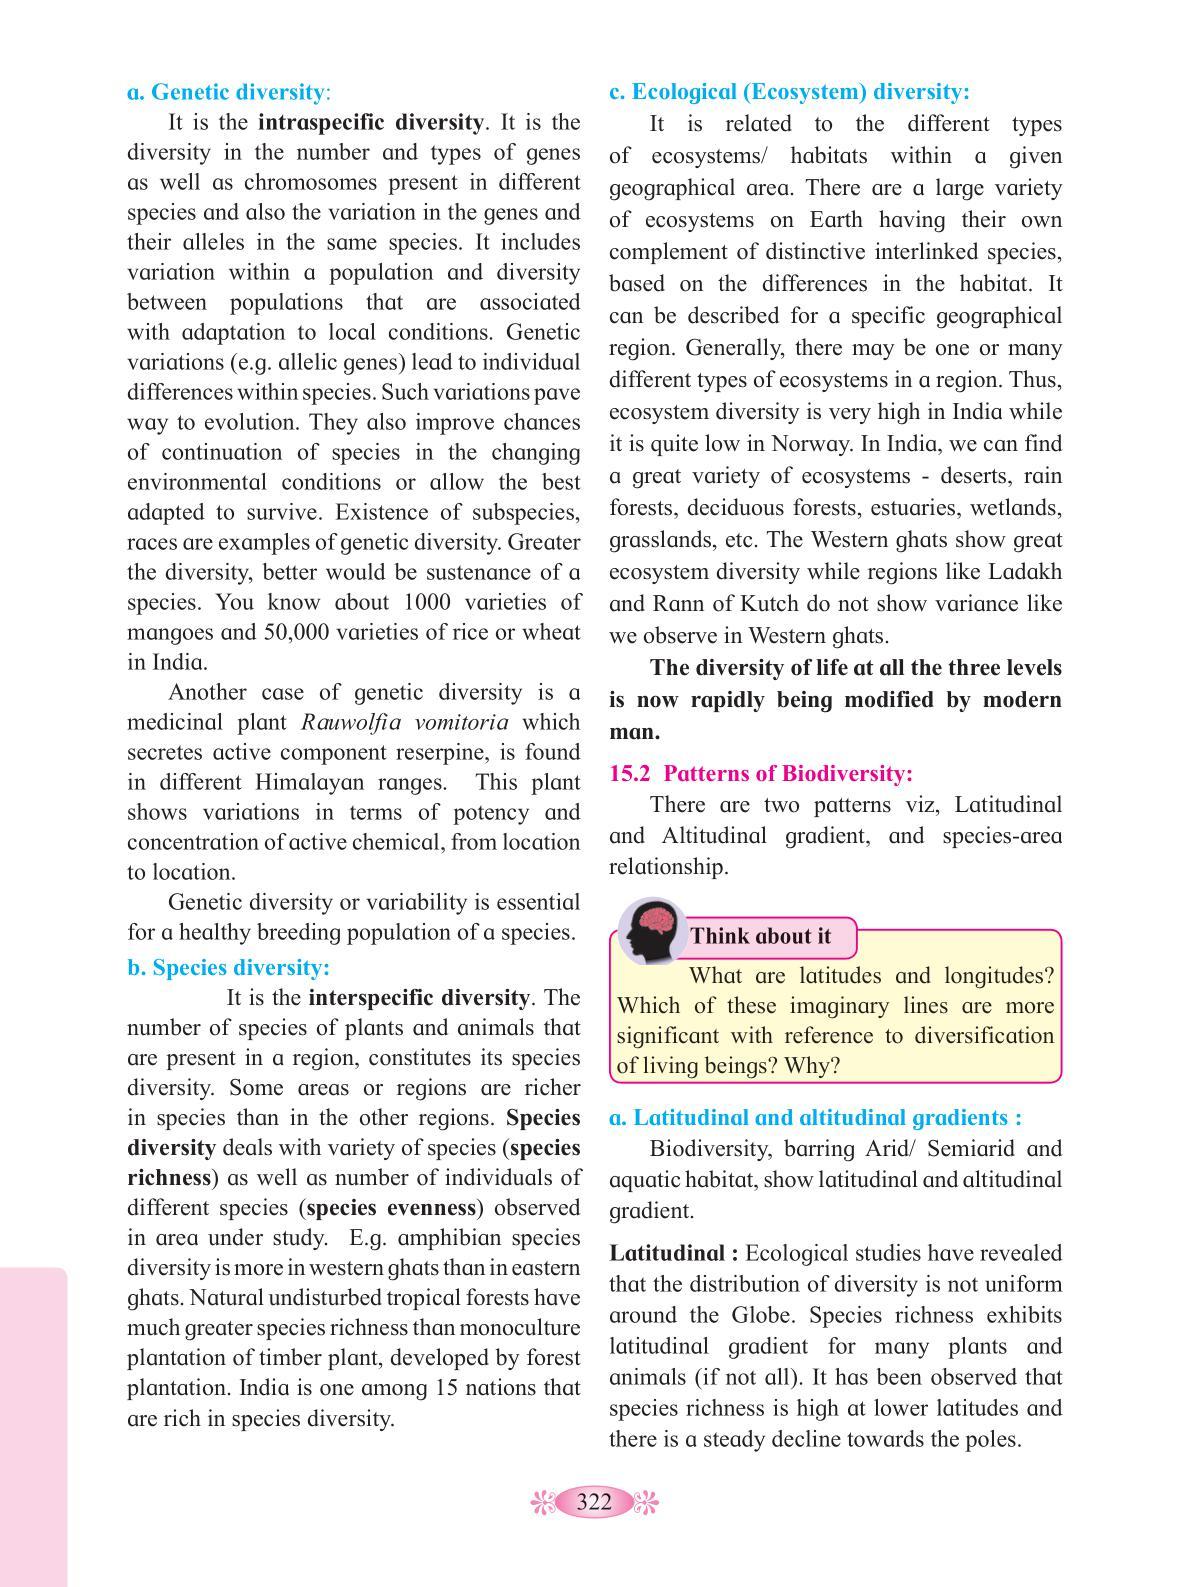 a. Genetic diversity:
It is the intraspecific diversity. It is the
diversity in the number and types of genes
as well as chromosomes present in different
species and also the variation in the genes and
their alleles in the same species. It includes
variation within a population and diversity
between populations that are associated
with adaptation to local conditions. Genetic
variations (e.g. allelic genes) lead to individual
differences within species. Such variations pave
way to evolution. They also improve chances
of continuation of species in the changing
environmental conditions or allow the best
adapted to survive. Existence of subspecies,
races are examples of genetic diversity. Greater
the diversity, better would be sustenance of a
species. You know about 1000 varieties of
mangoes and 50,000 varieties of rice or wheat
in India.
Another case of genetic diversity is a
medicinal plant Rauwolfia vomitoria which
secretes active component reserpine, is found
in different Himalayan ranges. This plant
shows variations in terms of potency and
concentration of active chemical, from location
to location.
Genetic diversity or variability is essential
for a healthy breeding population of a species.
b. Species diversity:
It is the interspecific diversity. The
number of species of plants and animals that
are present in a region, constitutes its species
diversity. Some areas or regions are richer
in species than in the other regions. Species
diversity deals with variety of species (species
richness) as well as number of individuals of
different species (species evenness) observed
in area under study. E.g. amphibian species
diversity is more in western ghats than in eastern
ghats. Natural undisturbed tropical forests have
much greater species richness than monoculture
plantation of timber plant, developed by forest
plantation. India is one among 15 nations that
are rich in species diversity.
c. Ecological (Ecosystem) diversity:
It is related to the different types
of ecosystems/ habitats within a given
geographical area. There are a large variety
of ecosystems on Earth having their own
complement of distinctive interlinked species,
based on the differences in the habitat. It
can be described for a specific geographical
region. Generally, there may be one or many
different types of ecosystems in a region. Thus,
ecosystem diversity is very high in India while
it is quite low in Norway. In India, we can find
a great variety of ecosystems - deserts, rain
forests, deciduous forests, estuaries, wetlands,
grasslands, etc. The Western ghats show great
ecosystem diversity while regions like Ladakh
and Rann of Kutch do not show variance like
we observe in Western ghats.
The diversity of life at all the three levels
is now rapidly being modified by modern
man.
15.2 Patterns of Biodiversity:
There are two patterns viz, Latitudinal
and Altitudinal gradient, and species-area
relationship.
Think about it
What are latitudes and longitudes?
Which of these imaginary lines are more
significant with reference to diversification
of living beings? Why?
a. Latitudinal and altitudinal gradients :
Biodiversity, barring Arid/ Semiarid and
aquatic habitat, show latitudinal and altitudinal
gradient.
Latitudinal : Ecological studies have revealed
that the distribution of diversity is not uniform
around the Globe. Species richness exhibits
latitudinal gradient for many plants and
animals (if not all). It has been observed that
species richness is high at lower latitudes and
there is a steady decline towards the poles.
322